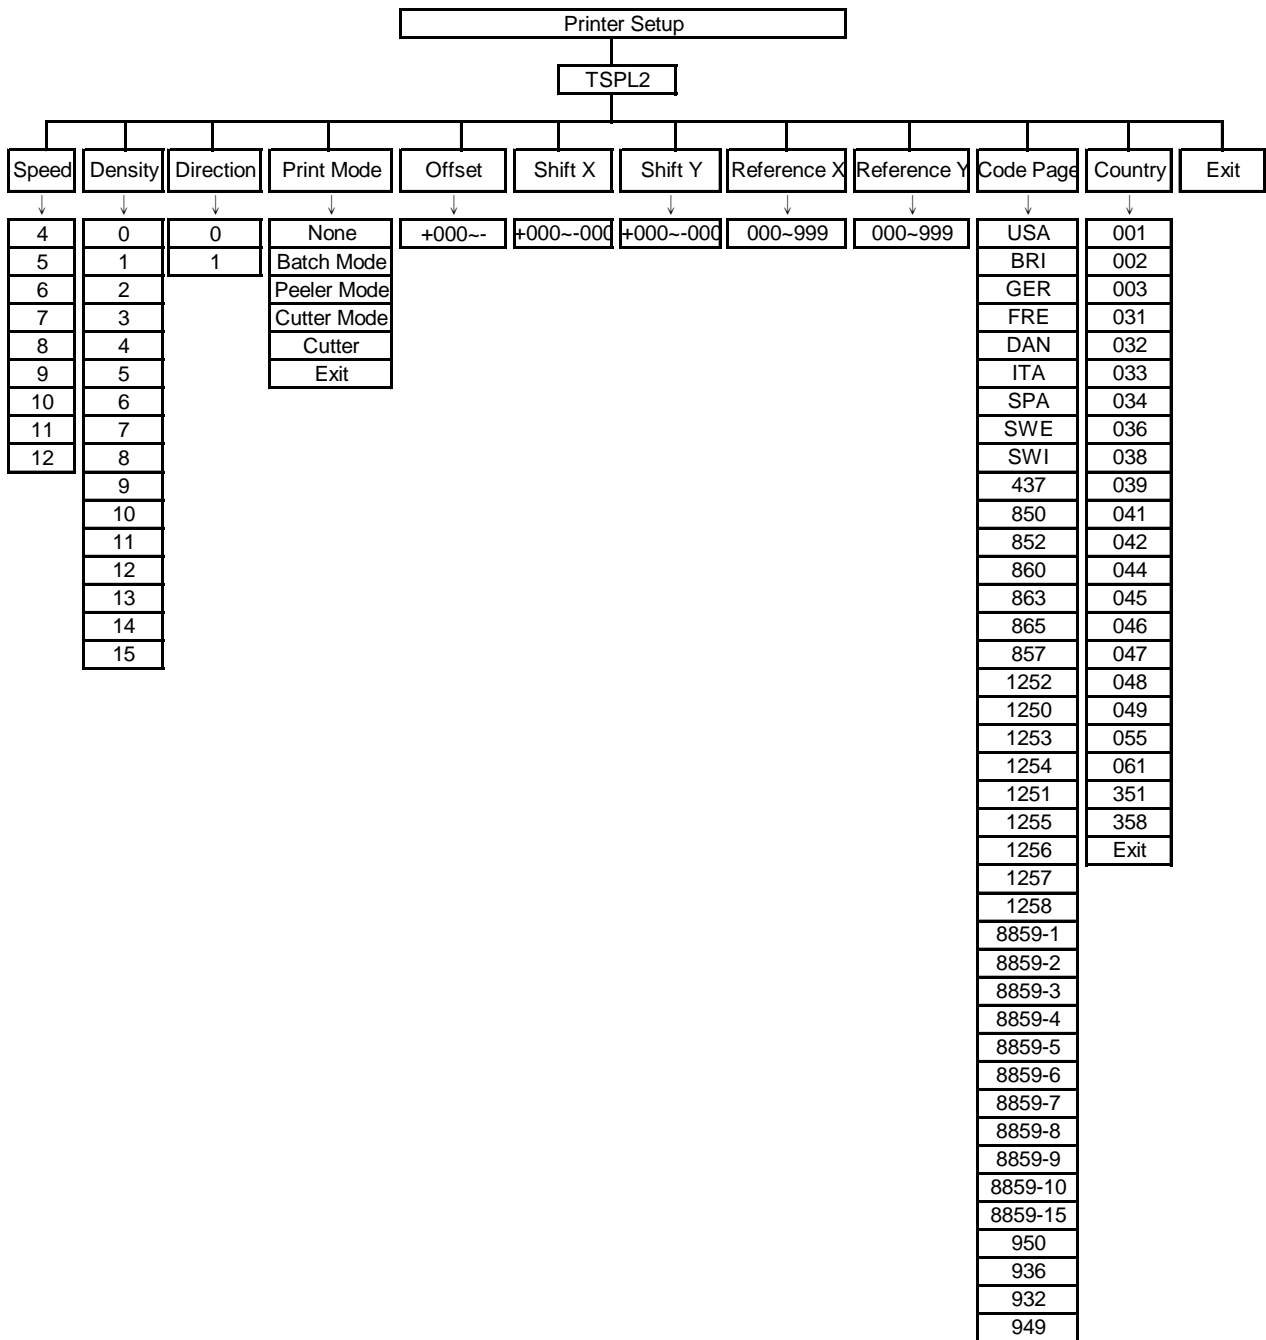 Printer Setup
TSPL2
Speed Density Direction Print Mode Offset Shift X Shift Y Reference X Reference Y Code Page Country Exit
4 0 0 None +000~- +000~-000 +000~-000 000~999 000~999 USA 001
5 1 1 Batch Mode BRI 002
6 2 Peeler Mode GER 003
7 3 Cutter Mode FRE 031
8 4 Cutter DAN 032
9 5 Exit ITA 033
10 6 SPA 034
11 7 SWE 036
12 8 SWI 038
9 437 039
10 850 041
11 852 042
12 860 044
13 863 045
14 865 046
15 857 047
1252 048
1250 049
1253 055
1254 061
1251 351
1255 358
1256 Exit
1257
1258
8859-1
8859-2
8859-3
8859-4
8859-5
8859-6
8859-7
8859-8
8859-9
8859-10
8859-15
950
936
932
949